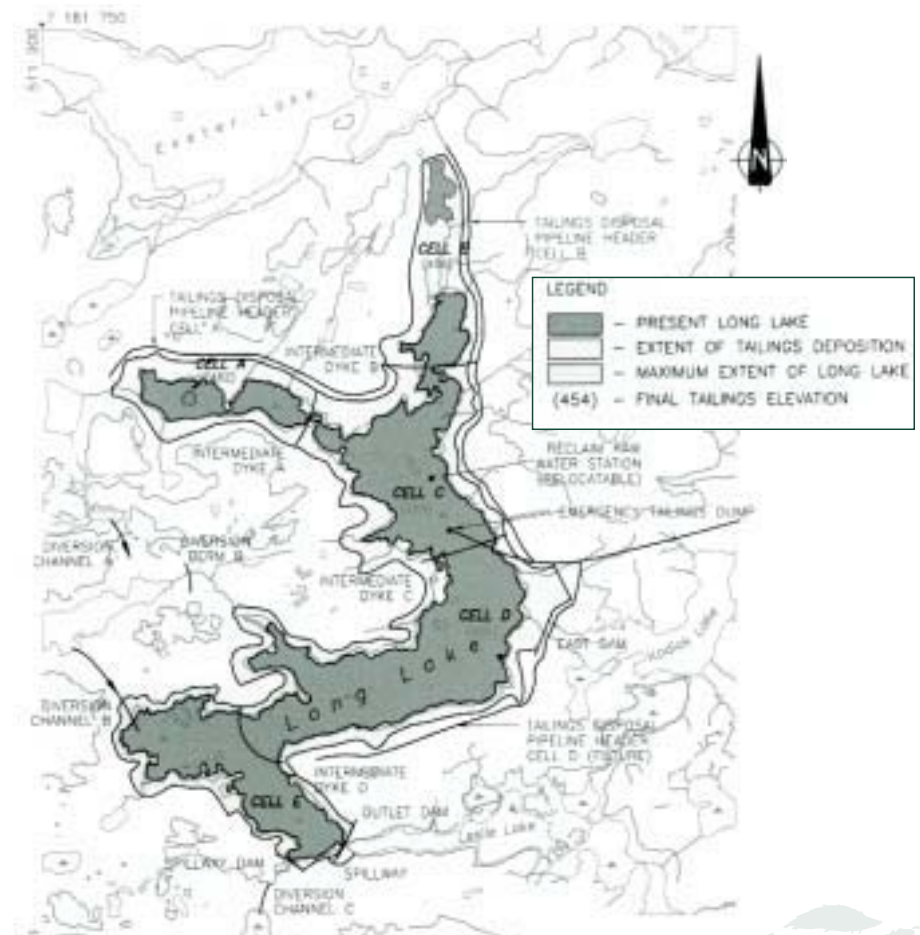 7 181 750
Exeter Lake
N
TAILINGS DISPOSAL
PIPELINE HEADER
CELL B
CELL B
LEGEND
– PRESENT LONG LAKE
– EXTENT OF TAILINGS DEPOSITION
– MAXIMUM EXTENT OF LONG LAKE
(454) – FINAL TAILINGS ELEVATION
TAILINGS DISPOSAL
PIPELINE HEADER
CELL A
INTERMEDIATE
DYKE B
CELL A
INTERMEDIATE
DYKE A
RECLAIM RAW
WATER STATION
(RELOCATABLE)
CELL C
EMERGENCY TAILINGS DUMP
DIVERSION
CHANNEL A
DIVERSION
BERM B
INTERMEDIATE
DYKE C
CELL D
EAST DAM
Kodiak Lake
Long Lake
DIVERSION
CHANNEL B
TAILINGS DISPOSAL
PIPELINE HEADER
CELL D (FUTURE)
INTERMEDIATE
DYKE D
CELL E
OUTLET DAM
Leslie Lake
SPILLWAY DAM
SPILLWAY
DIVERSION
CHANNEL C